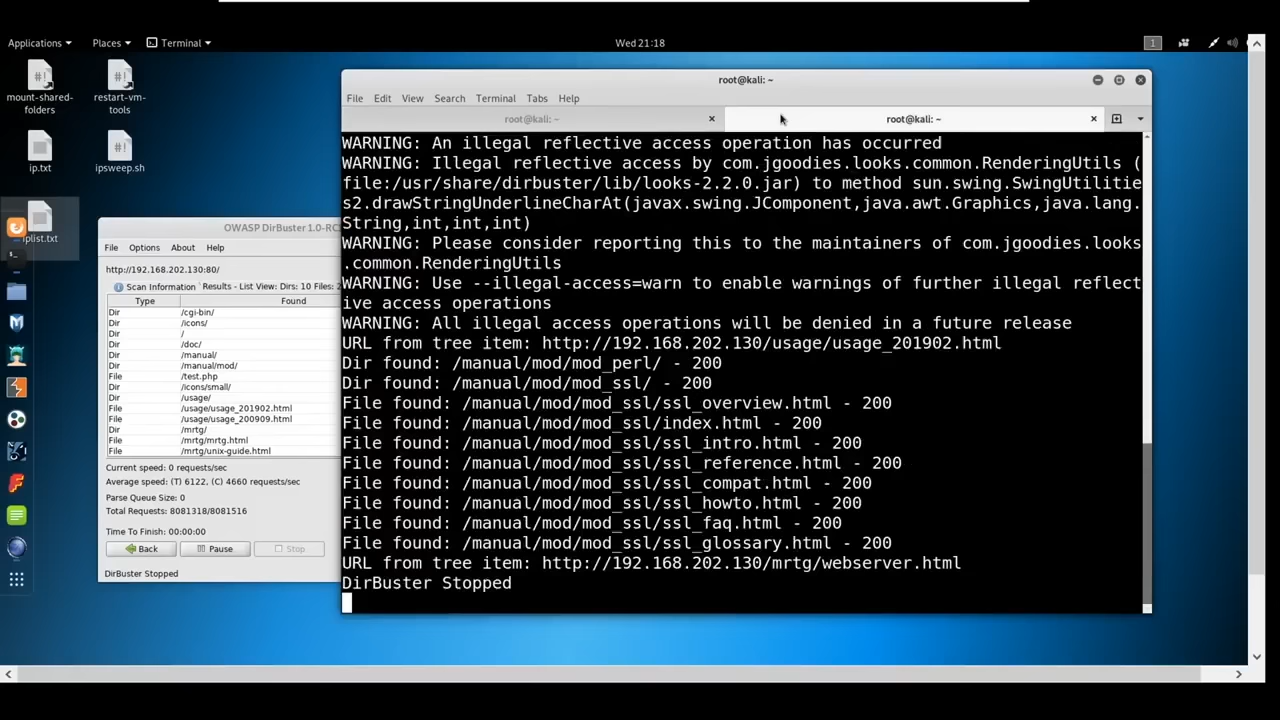 Applications
Places
Terminal
Wed 21:18
1
mount-shared-folders
restart-vm-tools
ip.txt
ipsweep.sh
iplist.txt
OWASP DirBuster 1.0-RC
File Options About Help
http://192.168.202.130:80/
Scan Information Results - List View: Dirs: 10 Files:
Type Found
Dir /cgi-bin/
Dir /icons/
Dir /
Dir /doc/
Dir /manual/
Dir /manual/mod/
File /test.php
Dir /icons/small/
Dir /usage/
File /usage/usage_201902.html
File /usage/usage_200909.html
Dir /mrtg/
File /mrtg/mrtg.html
File /mrtg/unix-guide.html
Current speed: 0 requests/sec
Average speed: (T) 6122, (C) 4660 requests/sec
Parse Queue Size: 0
Total Requests: 8081318/8081516
Time To Finish: 00:00:00
Back Pause Stop
DirBuster Stopped
root@kali: ~
File Edit View Search Terminal Tabs Help
root@kali: ~ root@kali: ~
WARNING: An illegal reflective access operation has occurred
WARNING: Illegal reflective access by com.jgoodies.looks.common.RenderingUtils (
file:/usr/share/dirbuster/lib/looks-2.2.0.jar) to method sun.swing.SwingUtilitie
s2.drawStringUnderlineCharAt(javax.swing.JComponent,java.awt.Graphics,java.lang.
String,int,int,int)
WARNING: Please consider reporting this to the maintainers of com.jgoodies.looks
.common.RenderingUtils
WARNING: Use --illegal-access=warn to enable warnings of further illegal reflect
ive access operations
WARNING: All illegal access operations will be denied in a future release
URL from tree item: http://192.168.202.130/usage/usage_201902.html
Dir found: /manual/mod/mod_perl/ - 200
Dir found: /manual/mod/mod_ssl/ - 200
File found: /manual/mod/mod_ssl/ssl_overview.html - 200
File found: /manual/mod/mod_ssl/index.html - 200
File found: /manual/mod/mod_ssl/ssl_intro.html - 200
File found: /manual/mod/mod_ssl/ssl_reference.html - 200
File found: /manual/mod/mod_ssl/ssl_compat.html - 200
File found: /manual/mod/mod_ssl/ssl_howto.html - 200
File found: /manual/mod/mod_ssl/ssl_faq.html - 200
File found: /manual/mod/mod_ssl/ssl_glossary.html - 200
URL from tree item: http://192.168.202.130/mrtg/webserver.html
DirBuster Stopped